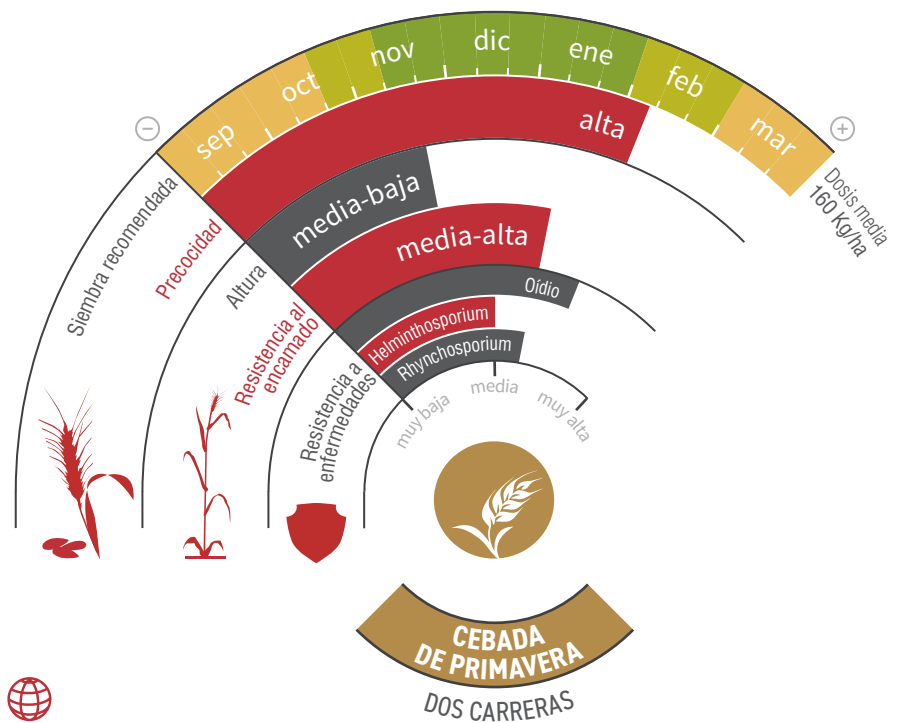 sep
oct
nov
dic
ene
feb
mar
−
+
Siembra recomendada
Dosis media
160 Kg/ha
Precocidad
alta
Altura
media-baja
Resistencia al
encamado
media-alta
Resistencia a
enfermedades
Oídio
Helminthosporium
Rhynchosporium
muy baja
media
muy alta
CEBADA
DE PRIMAVERA
DOS CARRERAS